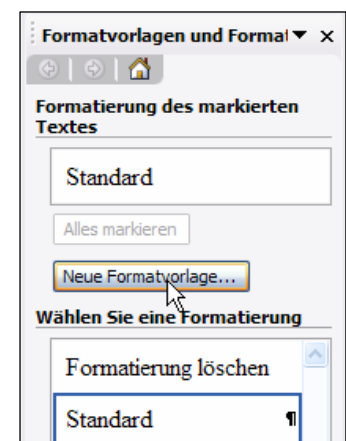 Formatvorlagen und Format
Formatierung des markierten
Textes
Standard
Alles markieren
Neue Formatvorlage...
Wählen Sie eine Formatierung
Formatierung löschen
Standard ¶